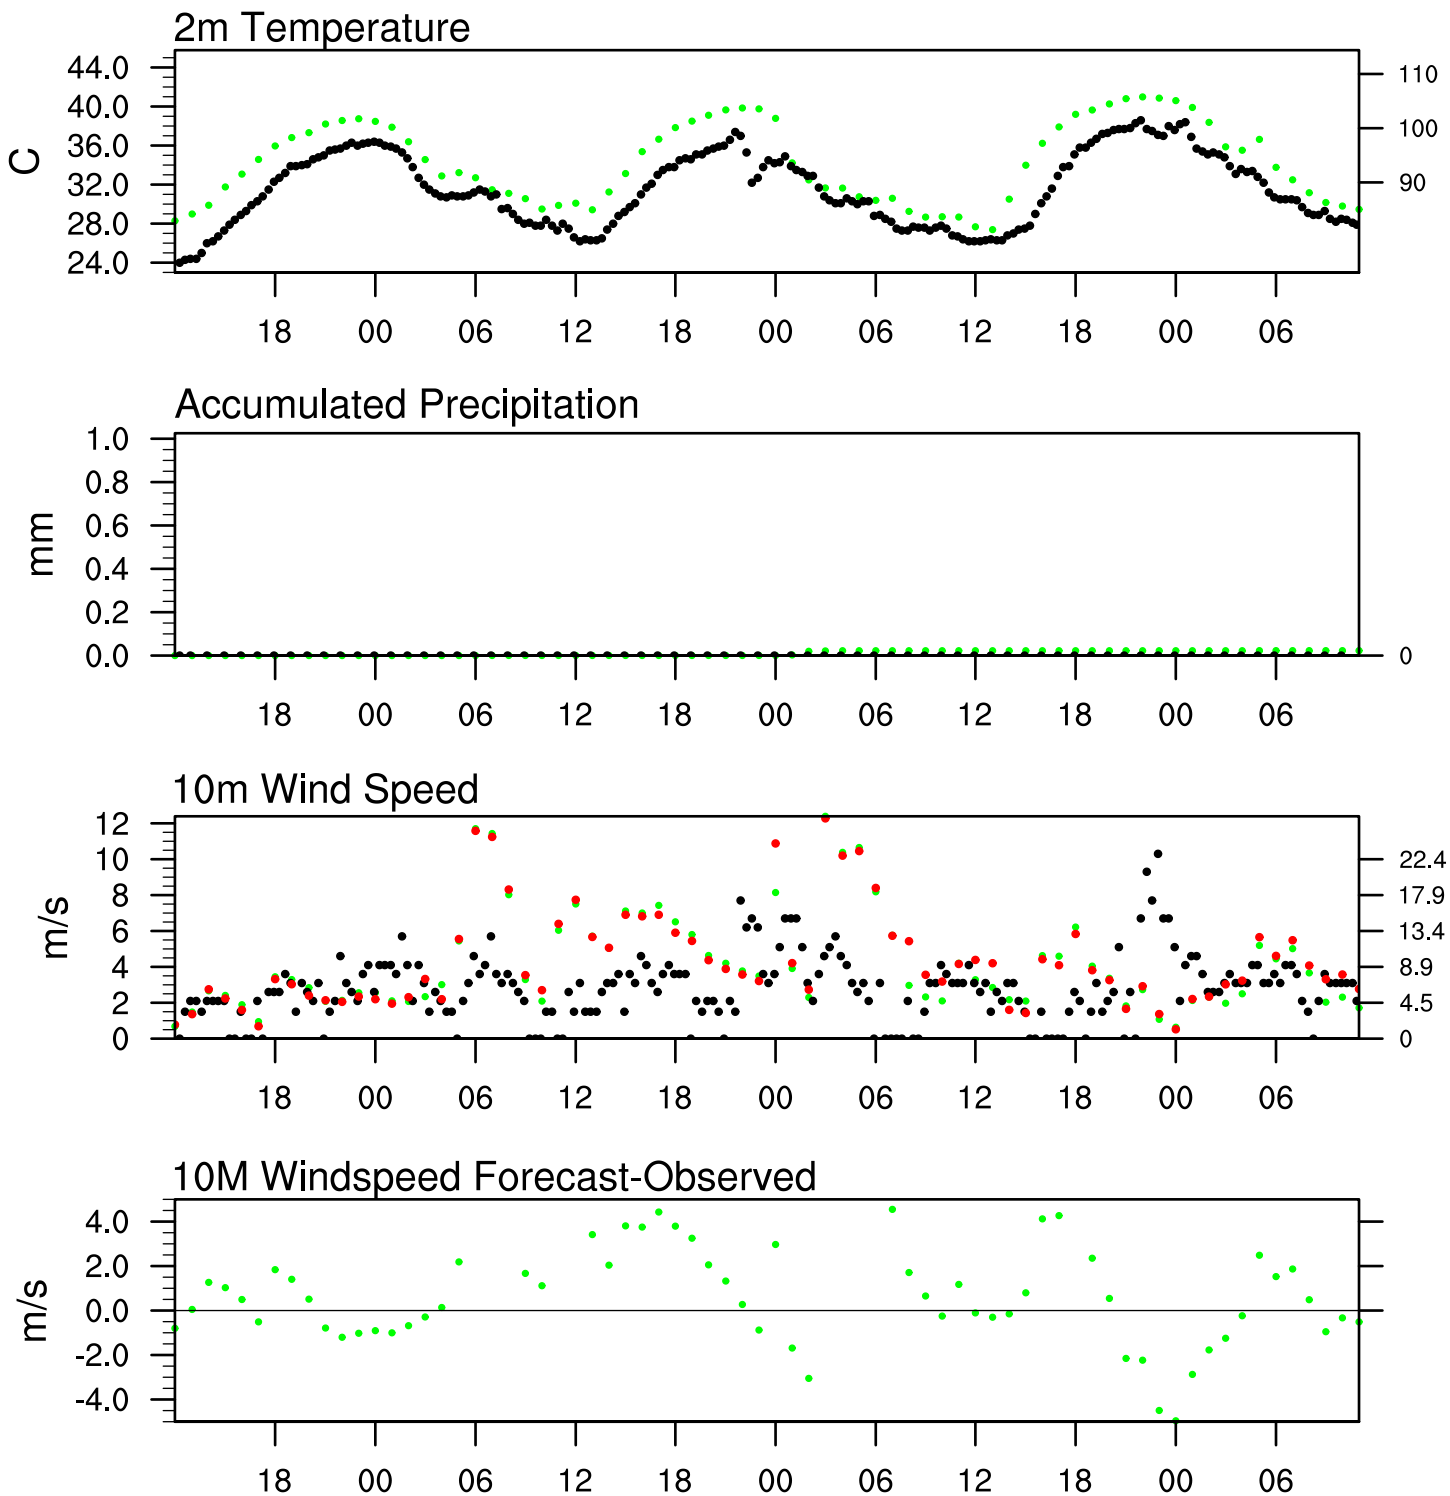 2m Temperature
44.0
40.0
36.0
32.0
28.0
24.0
C
110
100
90
18 00 06 12 18 00 06 12 18 00 06
Accumulated Precipitation
1.0
0.8
0.6
0.4
0.2
0.0
mm
0
18 00 06 12 18 00 06 12 18 00 06
10m Wind Speed
12
10
8
6
4
2
0
m/s
22.4
17.9
13.4
8.9
4.5
0
18 00 06 12 18 00 06 12 18 00 06
10M Windspeed Forecast-Observed
4.0
2.0
0.0
-2.0
-4.0
m/s
18 00 06 12 18 00 06 12 18 00 06